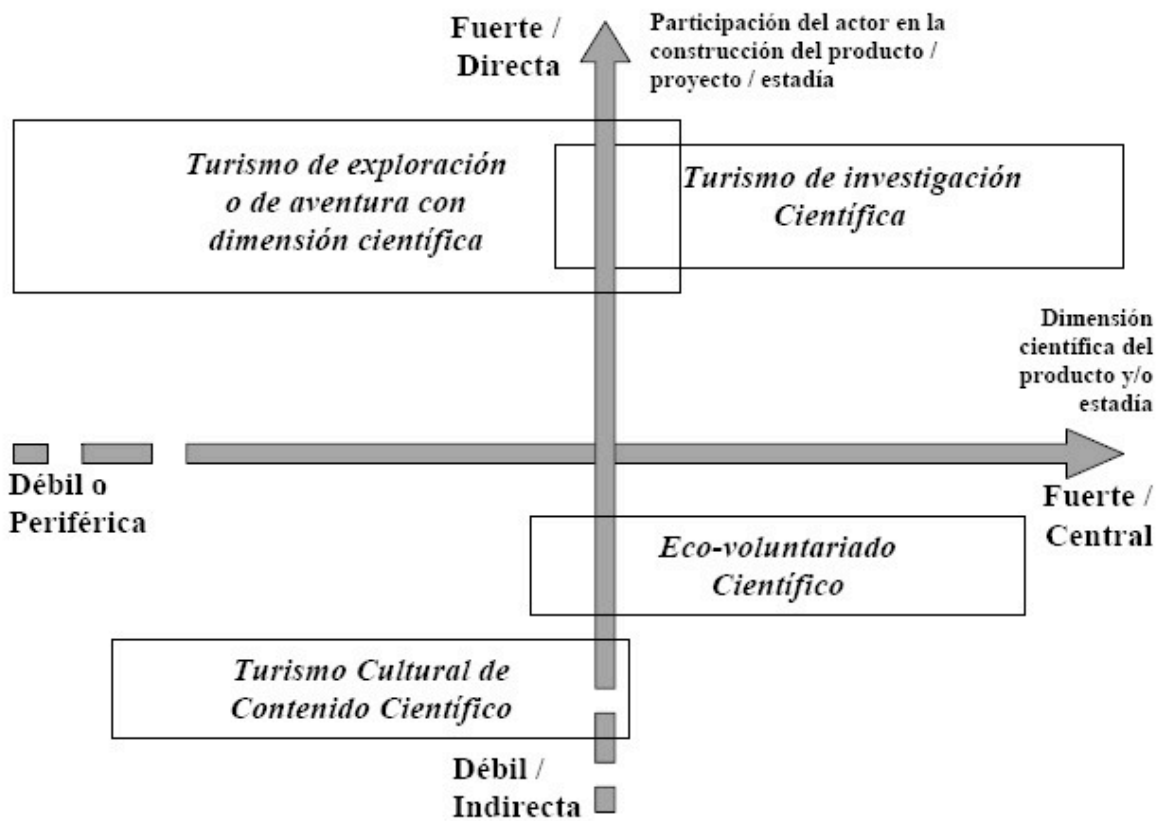 Fuerte /
Directa
Participación del actor en la
construcción del producto /
proyecto / estadía
Turismo de exploración
o de aventura con
dimensión científica
Turismo de investigación
Científica
Dimensión
científica del
producto y/o
estadía
Débil o
Periférica
Fuerte /
Central
Eco-voluntariado
Científico
Turismo Cultural de
Contenido Científico
Débil /
Indirecta